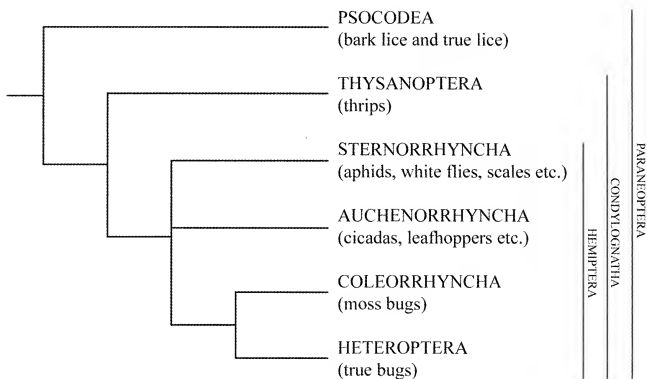 PSOCODEA
(bark lice and true lice)
THYSANOPTERA
(thrips)
STERNORRHYNCHA
(aphids, white flies, scales etc.)
AUCHENORRHYNCHA
(cicadas, leafhoppers etc.)
COLEORRHYNCHA
(moss bugs)
HETEROPTERA
(true bugs)
HEMIPTERA
CONDYLOGNATHA
PARANEOPTERA